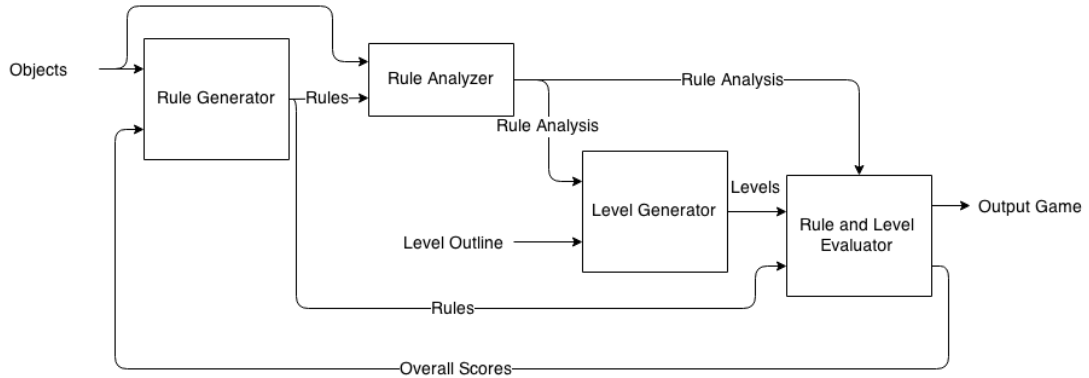 Objects
Rule Generator
Rules
Rule Analyzer
Rule Analysis
Rule Analysis
Level Generator
Levels
Level Outline
Rule and Level
Evaluator
Output Game
Rules
Overall Scores